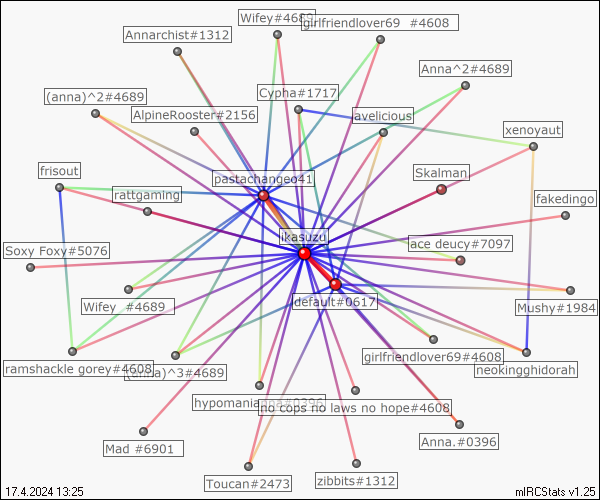 Wifey#4689
girlfriendlover69 #4608
Annarchist#1312
Anna^2#4689
(anna)^2#4689
Cypha#1717
AlpineRooster#2156
avelicious
xenoyaut
frisout
pastachangeo41
Skalman
rattgaming
fakedingo
ikasuzu
Soxy Foxy#5076
ace deucy#7097
Wifey_#4689
default#0617
Mushy#1984
girlfriendlover69#4608
ramshackle gorey#4608
(anna)^3#4689
neokingghidorah
hypomania
#0396
no cops no laws no hope#4608
Mad #6901
Anna.#0396
Toucan#2473
zibbits#1312
17.4.2024 13:25
mIRCStats v1.25